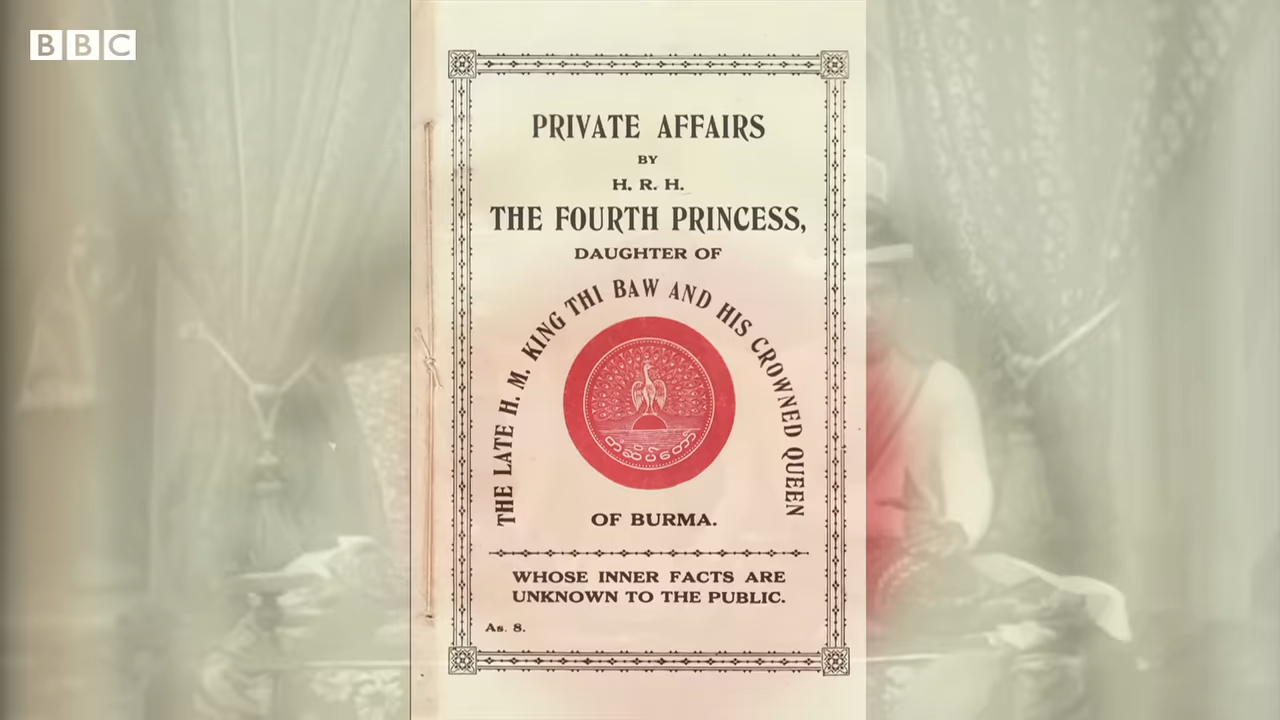 BBC
PRIVATE AFFAIRS
BY
H. R. H.
THE FOURTH PRINCESS,
DAUGHTER OF
THE LATE H. M. KING THI BAW AND HIS CROWNED QUEEN
OF BURMA.
WHOSE INNER FACTS ARE
UNKNOWN TO THE PUBLIC.
As. 8.